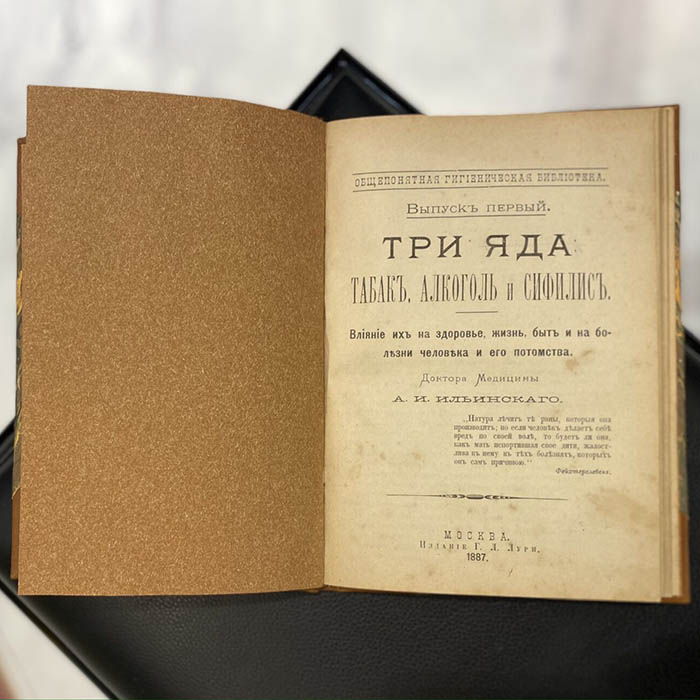 ОБЩЕПОНЯТНАЯ ГИГІЕНИЧЕСКАЯ БИБЛІОТЕКА.
Выпускъ первый.
ТРИ ЯДА
ТАБАКЪ, АЛКОГОЛЬ и СИФИЛИСЪ.
Вліяніе ихъ на здоровье, жизнь, бытъ и на бо-
лѣзни человѣка и его потомства.
Доктора Медицины
А. И. ИЛЬИНСКАГО.
„Натура лѣчитъ тѣ раны, которыя она
производитъ; но если человѣкъ дѣлаетъ себѣ
вредъ по своей волѣ, то будетъ ли она,
какъ мать испортившая свое дитя, жалост-
лива къ нему въ тѣхъ болѣзняхъ, которыхъ
онъ самъ причиною.“
МОСКВА.
Изданіе Г. Л. Лури.
1887.